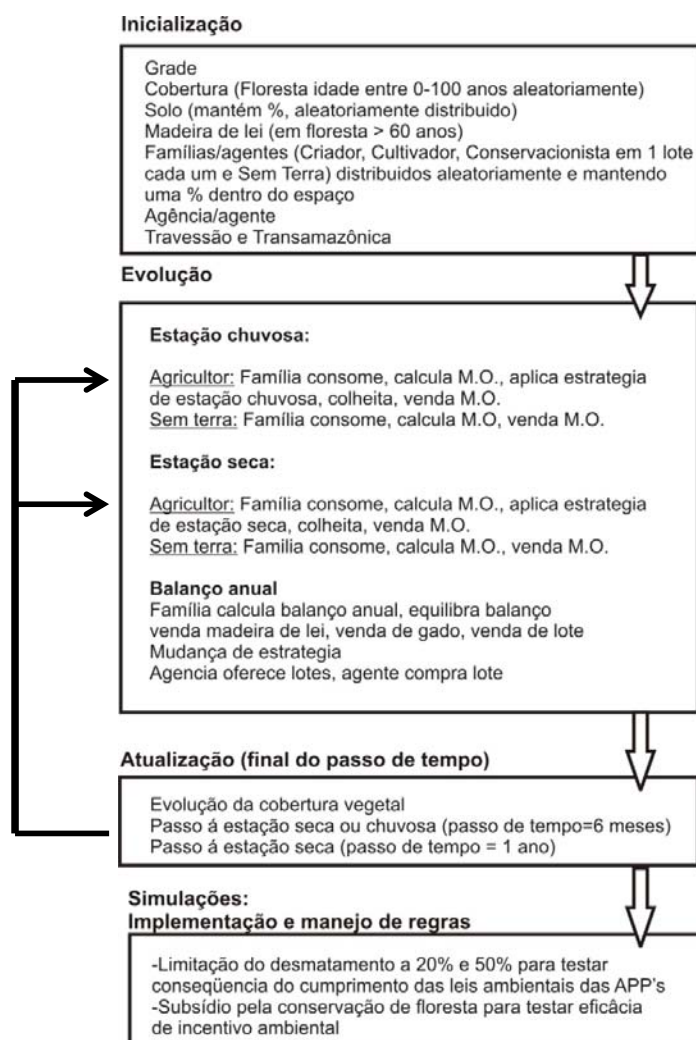 Inicialização
Grade
Cobertura (Floresta idade entre 0-100 anos aleatoriamente)
Solo (mantém %, aleatoriamente distribuido)
Madeira de lei (em floresta > 60 anos)
Famílias/agentes (Criador, Cultivador, Conservacionista em 1 lote
cada um e Sem Terra) distribuidos aleatoriamente e mantendo
uma % dentro do espaço
Agência/agente
Travessão e Transamazônica
Evolução
Estação chuvosa:
Agricultor: Família consome, calcula M.O., aplica estrategia
de estação chuvosa, colheita, venda M.O.
Sem terra: Família consome, calcula M.O, venda M.O.
Estação seca:
Agricultor: Família consome, calcula M.O., aplica estrategia
de estação seca, colheita, venda M.O.
Sem terra: Familia consome, calcula M.O., venda M.O.
Balanço anual
Família calcula balanço anual, equilibra balanço
venda madeira de lei, venda de gado, venda de lote
Mudança de estrategia
Agencia oferece lotes, agente compra lote
Atualização (final do passo de tempo)
Evolução da cobertura vegetal
Passo á estação seca ou chuvosa (passo de tempo=6 meses)
Passo á estação seca (passo de tempo = 1 ano)
Simulações:
Implementação e manejo de regras
-Limitação do desmatamento a 20% e 50% para testar
conseqüencia do cumprimento das leis ambientais das APP's
-Subsídio pela conservação de floresta para testar eficâcia
de incentivo ambiental